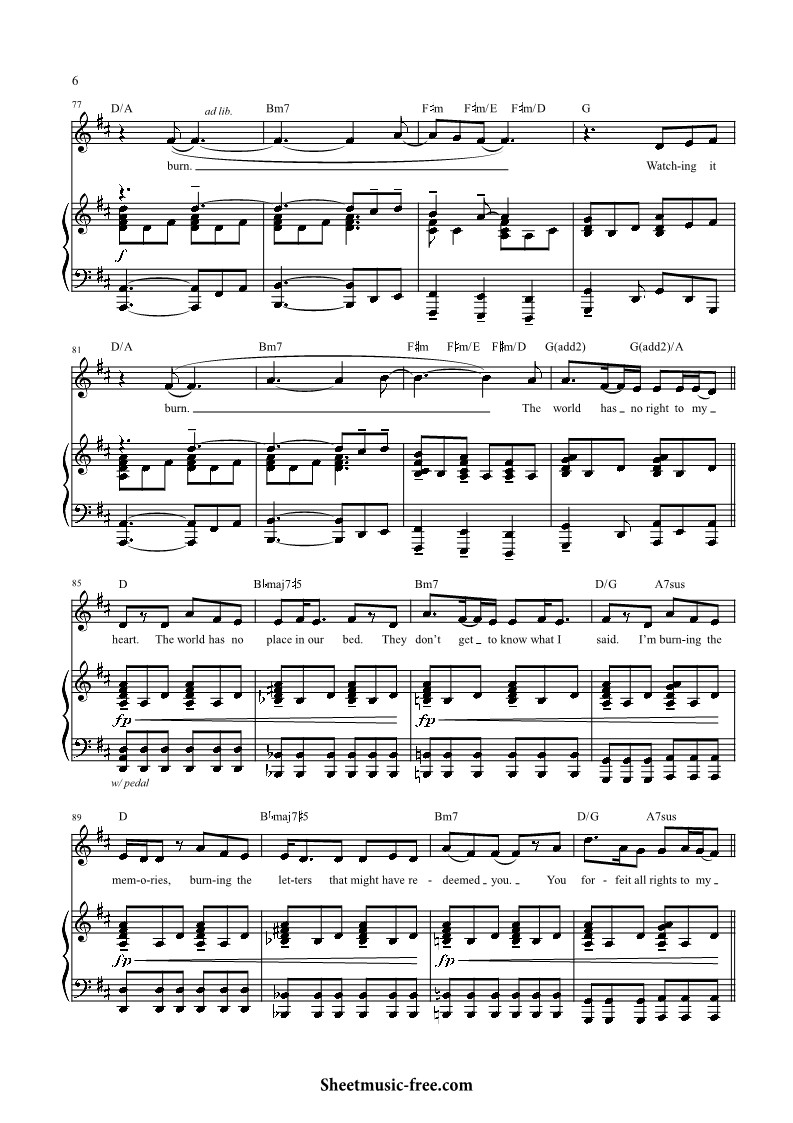 6
77 D/A ad lib. Bm7 F♯m F♯m/E F♯m/D G
burn. Watch-ing it
f
81 D/A Bm7 F♯m F♯m/E F♯m/D G(add2) G(add2)/A
burn. The world has no right to my
85 D B♭maj7♯5 Bm7 D/G A7sus
heart. The world has no place in our bed. They don't get to know what I said. I'm burn-ing the
fp fp
w/ pedal
89 D B♭maj7♯5 Bm7 D/G A7sus
mem-o-ries, burn-ing the let-ters that might have re - deemed you. You for - feit all rights to my
fp fp
Sheetmusic-free.com